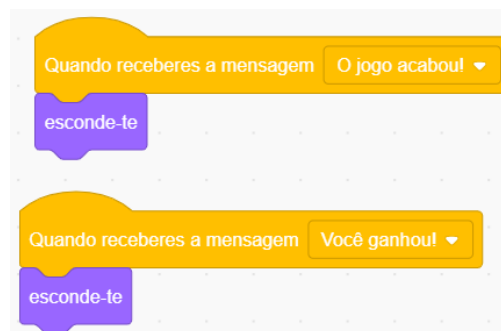 Quando receberes a mensagem O jogo acabou!
esconde-te
Quando receberes a mensagem Você ganhou!
esconde-te